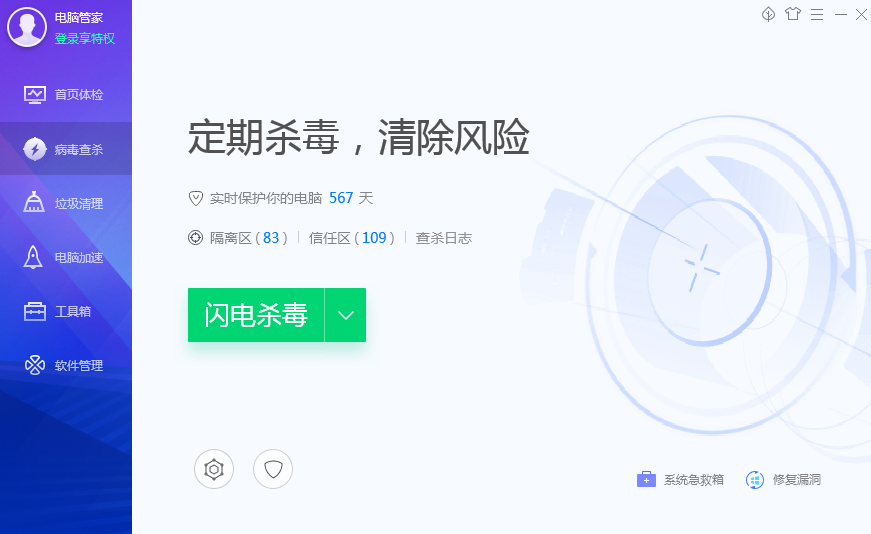 电脑管家
登录享特权
首页体检
病毒查杀
垃圾清理
电脑加速
工具箱
软件管理
定期杀毒，清除风险
实时保护你的电脑 567 天
隔离区 ( 83 ) 信任区 ( 109 ) 查杀日志
闪电杀毒
系统急救箱 修复漏洞